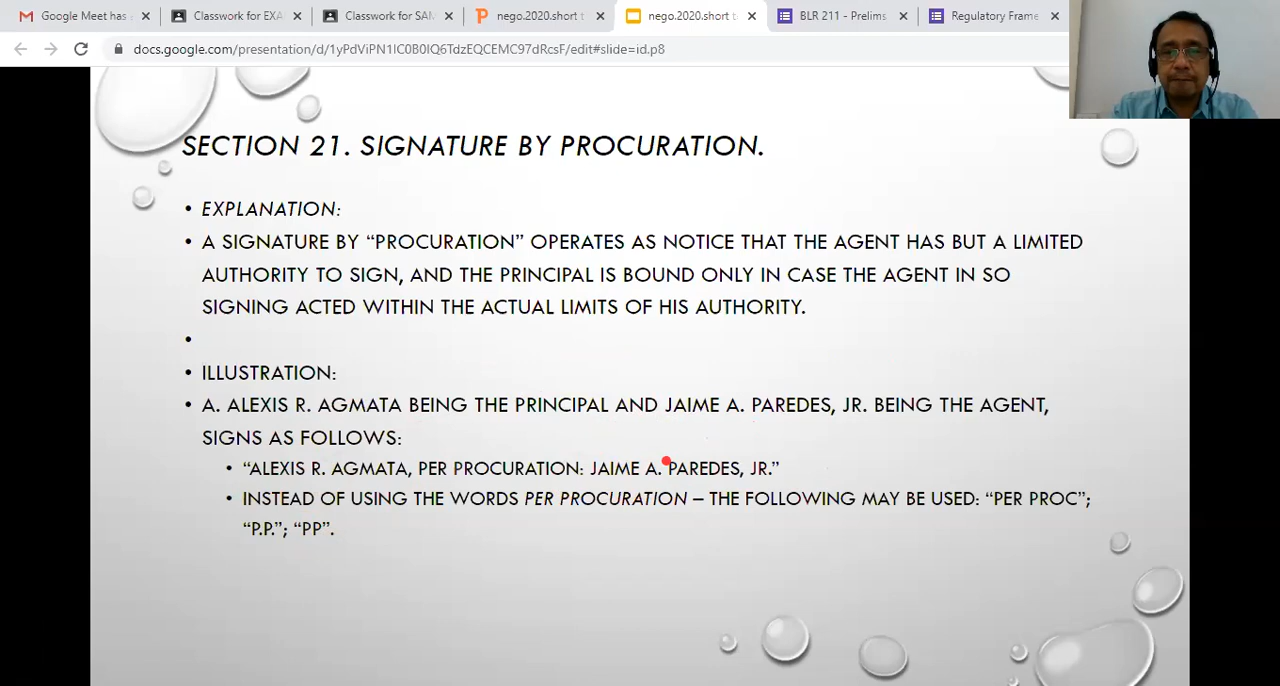 Google Meet has
Classwork for EXA
Classwork for SAM
nego.2020.short t
nego.2020.short t
BLR 211 - Prelims
Regulatory Frame
docs.google.com/presentation/d/1yPdViPN1IC0B0IQ6TdzEQCEMC97dRcsF/edit#slide=id.p8
SECTION 21. SIGNATURE BY PROCURATION.
• EXPLANATION:
• A SIGNATURE BY “PROCURATION” OPERATES AS NOTICE THAT THE AGENT HAS BUT A LIMITED
AUTHORITY TO SIGN, AND THE PRINCIPAL IS BOUND ONLY IN CASE THE AGENT IN SO
SIGNING ACTED WITHIN THE ACTUAL LIMITS OF HIS AUTHORITY.
•
• ILLUSTRATION:
• A. ALEXIS R. AGMATA BEING THE PRINCIPAL AND JAIME A. PAREDES, JR. BEING THE AGENT,
SIGNS AS FOLLOWS:
• “ALEXIS R. AGMATA, PER PROCURATION: JAIME A. PAREDES, JR.”
• INSTEAD OF USING THE WORDS PER PROCURATION – THE FOLLOWING MAY BE USED: “PER PROC”;
“P.P.”; “PP”.